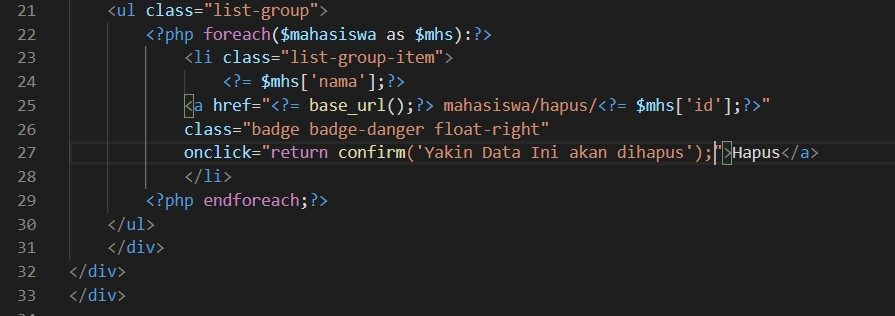 21 <ul class="list-group">
22 <?php foreach($mahasiswa as $mhs):?>
23 <li class="list-group-item">
24 <?= $mhs['nama'];?>
25 <a href="<?= base_url();?> mahasiswa/hapus/<?= $mhs['id'];?>"
26 class="badge badge-danger float-right"
27 onclick="return confirm('Yakin Data Ini akan dihapus');">Hapus</a>
28 </li>
29 <?php endforeach;?>
30 </ul>
31 </div>
32 </div>
33 </div>